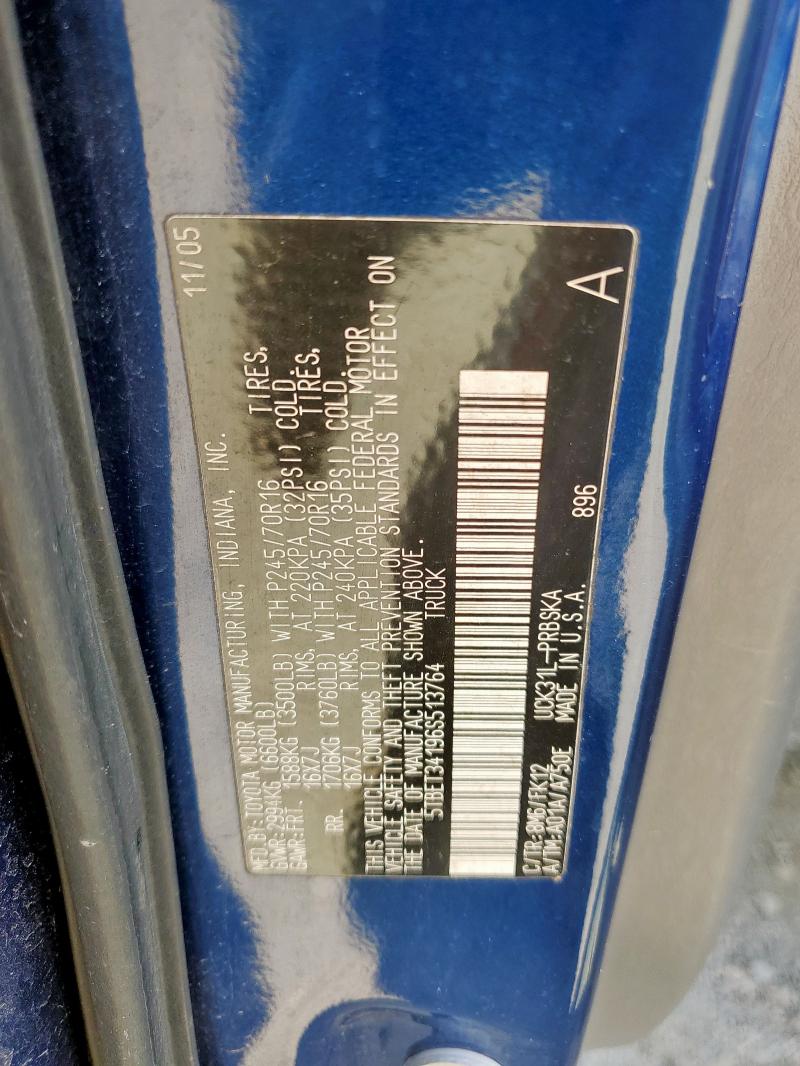 MFD.BY:TOYOTA MOTOR MANUFACTURING, INDIANA, INC. 11/05
GVWR:2994KG (6600LB)
GAWR:FRT. 1588KG (3500LB) WITH P245/70R16 TIRES,
16X7J RIMS, AT 220KPA (32PSI) COLD.
RR. 1706KG (3760LB) WITH P245/70R16 TIRES,
16X7J RIMS, AT 240KPA (35PSI) COLD.
THIS VEHICLE CONFORMS TO ALL APPLICABLE FEDERAL MOTOR
VEHICLE SAFETY AND THEFT PREVENTION STANDARDS IN EFFECT ON
THE DATE OF MANUFACTURE SHOWN ABOVE.
5TBET34196S513764 TRUCK
C/TR:8M6/FK12 UCK31L-PRBSKA 896 A
A/TM:A01A/A750E MADE IN U.S.A.